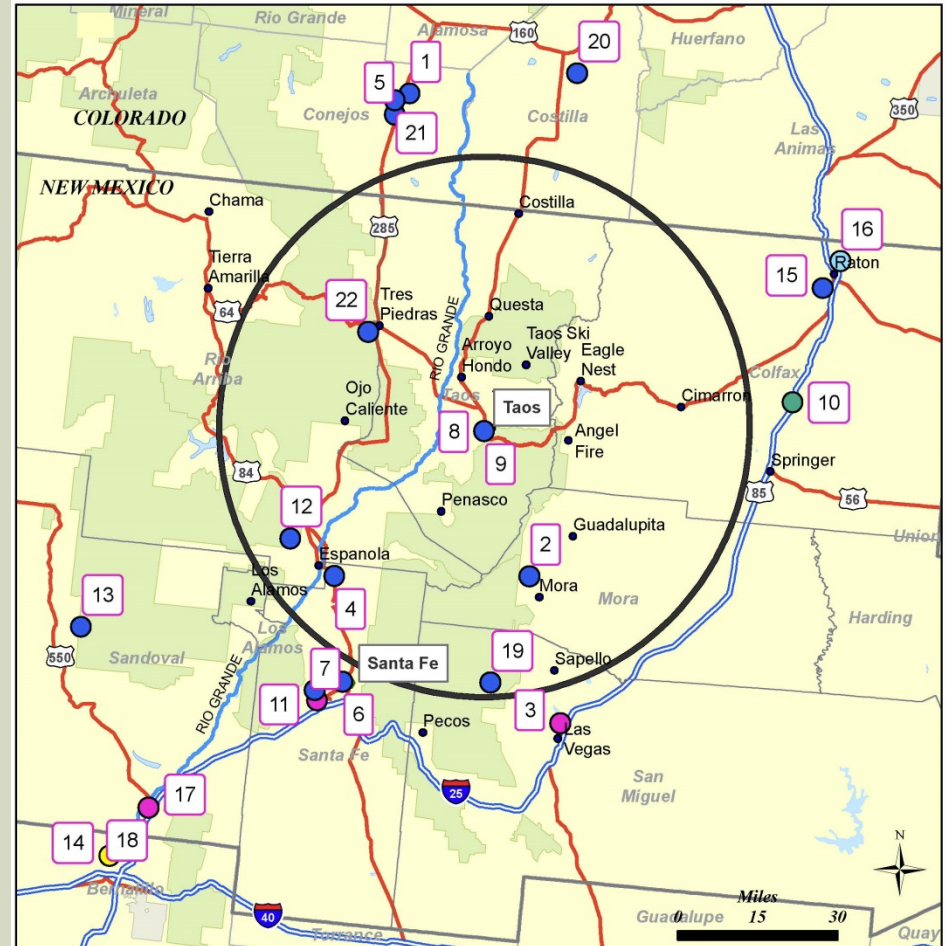 Mineral
Rio Grande
Alamosa
160
20
Huerfano
1
5
Archuleta
COLORADO
Conejos
21
Costilla
350
Las
Animas
NEW MEXICO
Chama
Costilla
285
16
Tierra
Amarilla
Raton
15
64
22
Tres
Piedras
RIO GRANDE
Questa
Taos Ski
Valley
Arroyo
Hondo
Eagle
Nest
Rio
Arriba
Ojo
Caliente
Taos
Colfax
Cimarron
Taos
10
8
9
Angel
Fire
84
Springer
85
56
Penasco
12
Guadalupita
Union
2
Espanola
Los
Alamos
Mora
Mora
13
4
Harding
Los
Alamos
550
Sandoval
19
Sapello
7
Santa Fe
RIO GRANDE
11
6
3
Pecos
Las
Vegas
Santa Fe
25
San
Miguel
17
14
18
N
Bernalillo
Miles
40
Guadalupe
0
15
30
Torrance
Quay